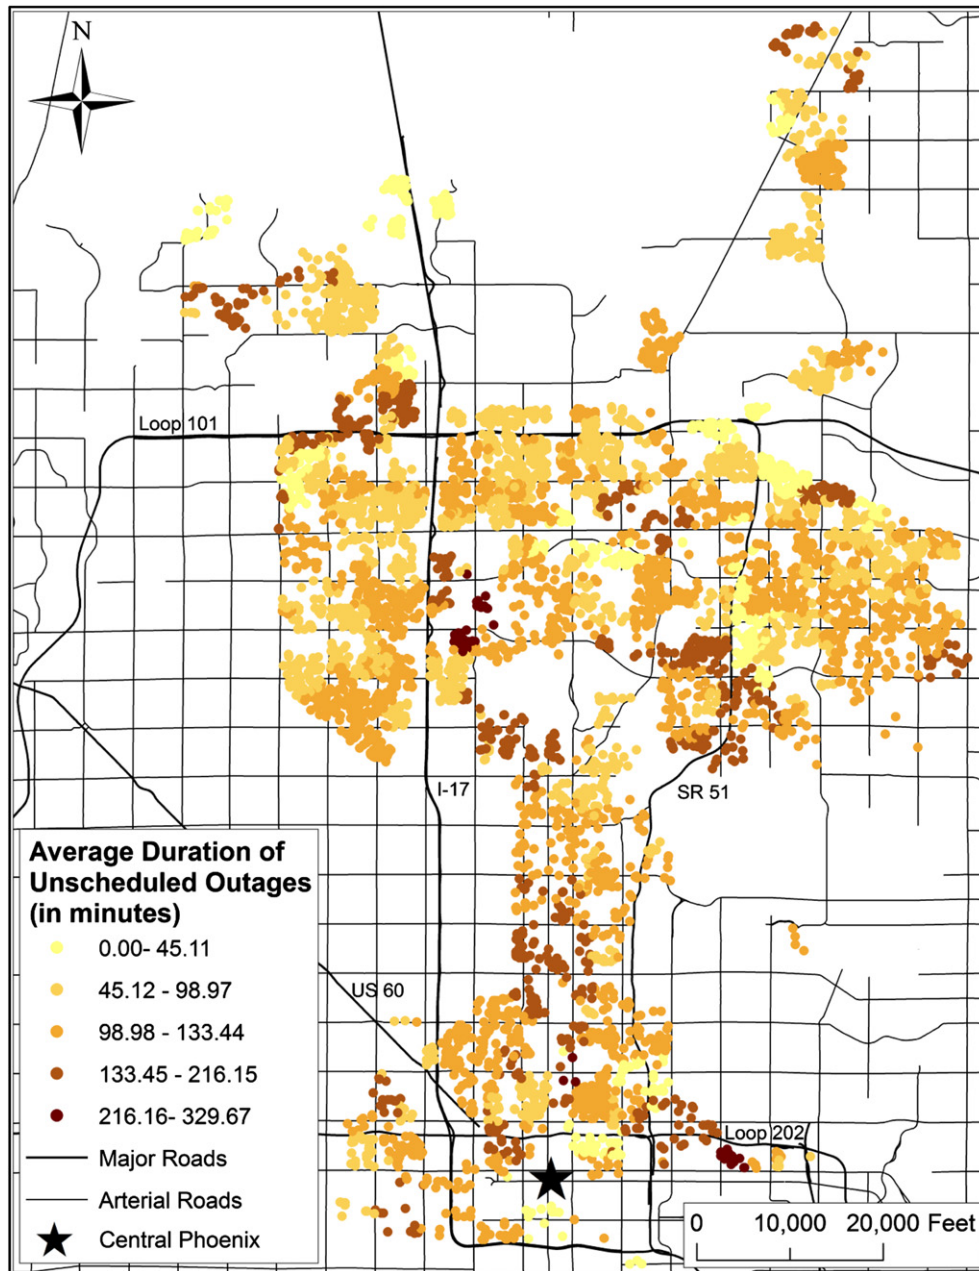 N
Loop 101
I-17
SR 51
US 60
Loop 202
Average Duration of
Unscheduled Outages
(in minutes)
0.00- 45.11
45.12 - 98.97
98.98 - 133.44
133.45 - 216.15
216.16- 329.67
Major Roads
Arterial Roads
Central Phoenix
0 10,000 20,000 Feet